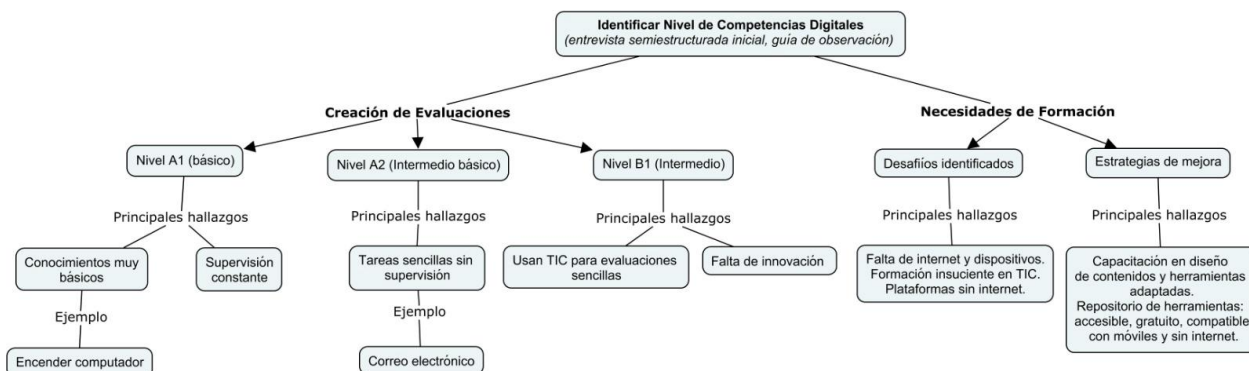 Identificar Nivel de Competencias Digitales
(entrevista semiestructurada inicial, guía de observación)
Creación de Evaluaciones
Necesidades de Formación
Nivel A1 (básico)
Nivel A2 (Intermedio básico)
Nivel B1 (Intermedio)
Desafíios identificados
Estrategias de mejora
Principales hallazgos
Principales hallazgos
Principales hallazgos
Principales hallazgos
Principales hallazgos
Conocimientos muy
básicos
Supervisión
constante
Tareas sencillas sin
supervisión
Usan TIC para evaluaciones
sencillas
Falta de innovación
Falta de internet y dispositivos.
Formación insuciente en TIC.
Plataformas sin internet.
Capacitación en diseño
de contenidos y herramientas
adaptadas.
Repositorio de herramientas:
accesible, gratuito, compatible
con móviles y sin internet.
Ejemplo
Ejemplo
Encender computador
Correo electrónico